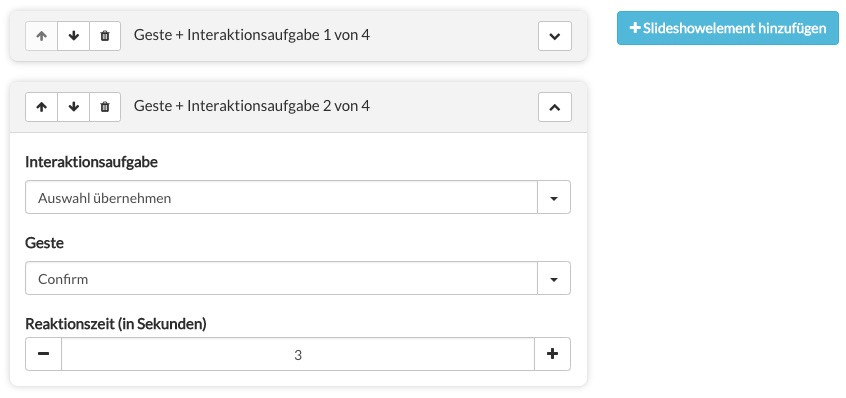 Geste + Interaktionsaufgabe 1 von 4
Slideshowelement hinzufügen
Geste + Interaktionsaufgabe 2 von 4
Interaktionsaufgabe
Auswahl übernehmen
Geste
Confirm
Reaktionszeit (in Sekunden)
3